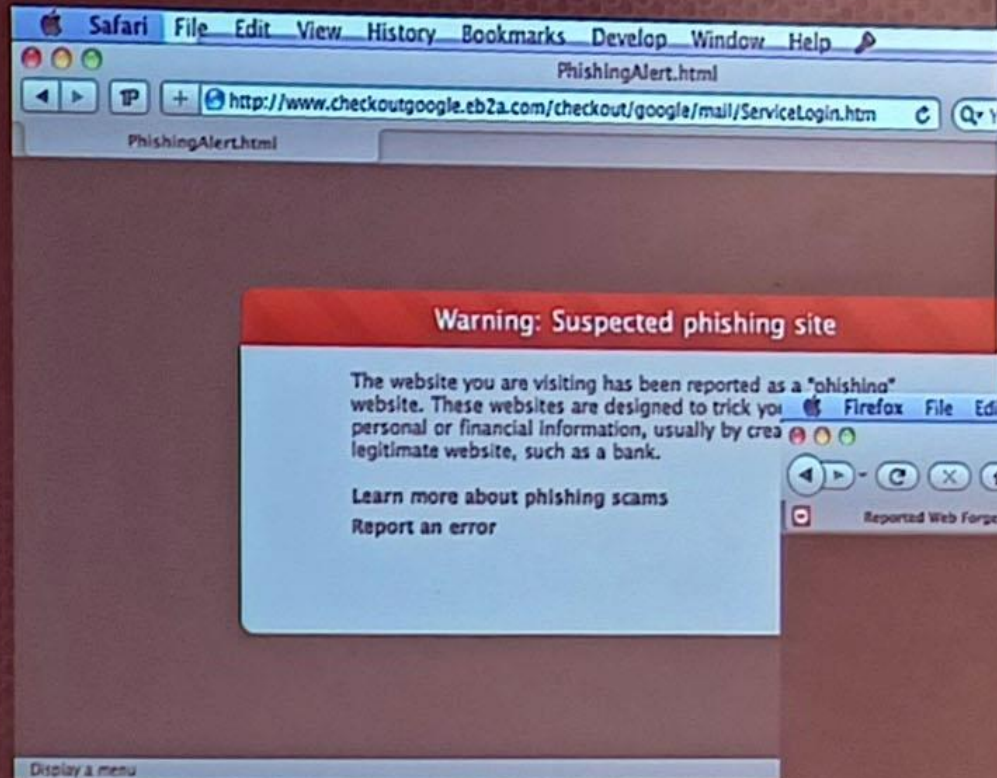 Safari File Edit View History Bookmarks Develop Window Help
PhishingAlert.html
http://www.checkoutgoogle.eb2a.com/checkout/google/mail/ServiceLogin.htm
PhishingAlert.html
Warning: Suspected phishing site
The website you are visiting has been reported as a "phishing"
website. These websites are designed to trick you
personal or financial information, usually by crea
legitimate website, such as a bank.
Learn more about phishing scams
Report an error
Firefox File Edi
Reported Web Forge
Display a menu